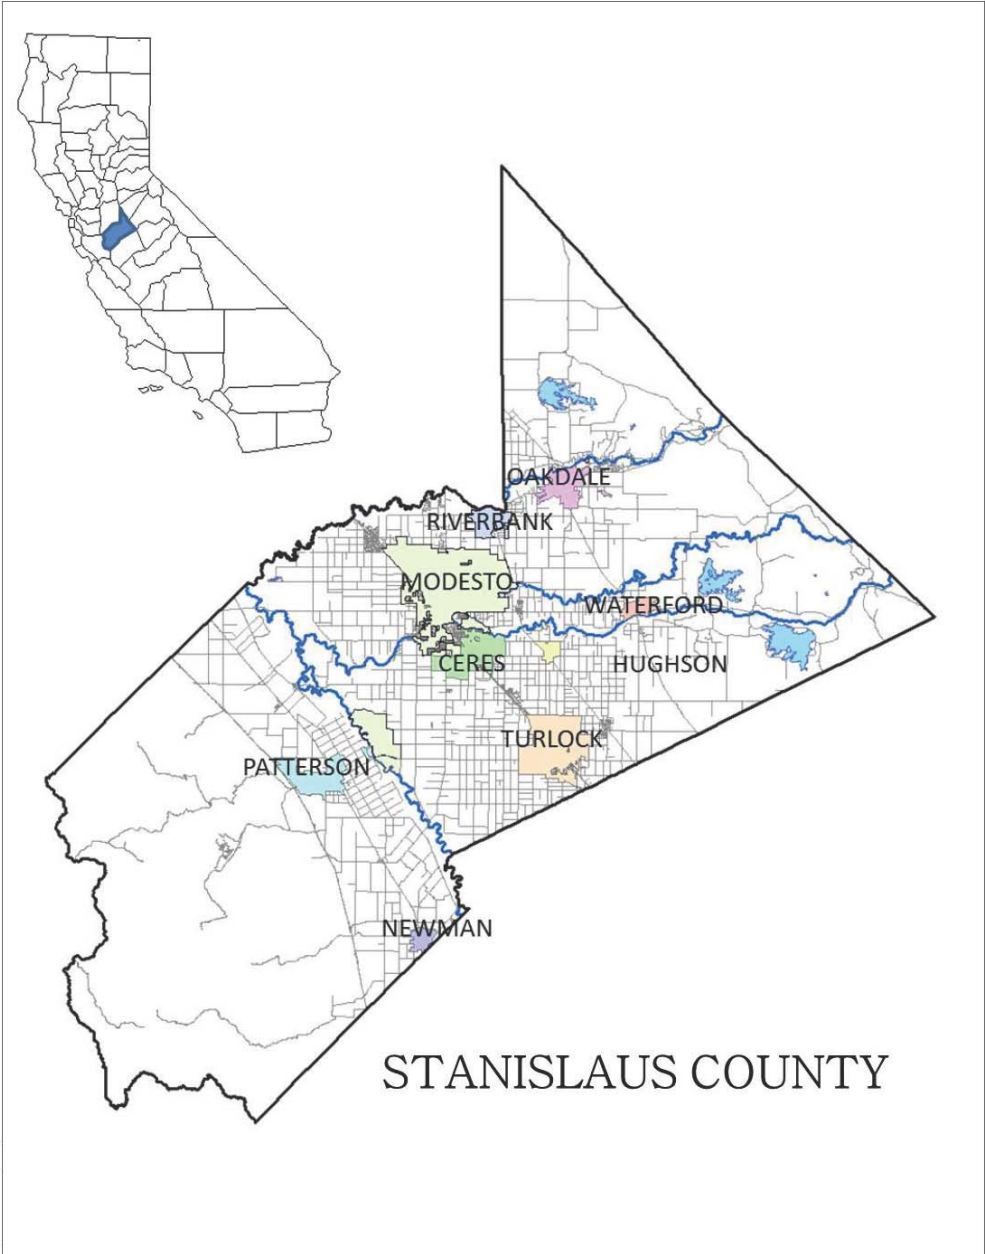 OAKDALE
RIVERBANK
MODESTO
WATERFORD
CERES
HUGHSON
TURLOCK
PATTERSON
NEWMAN
STANISLAUS COUNTY